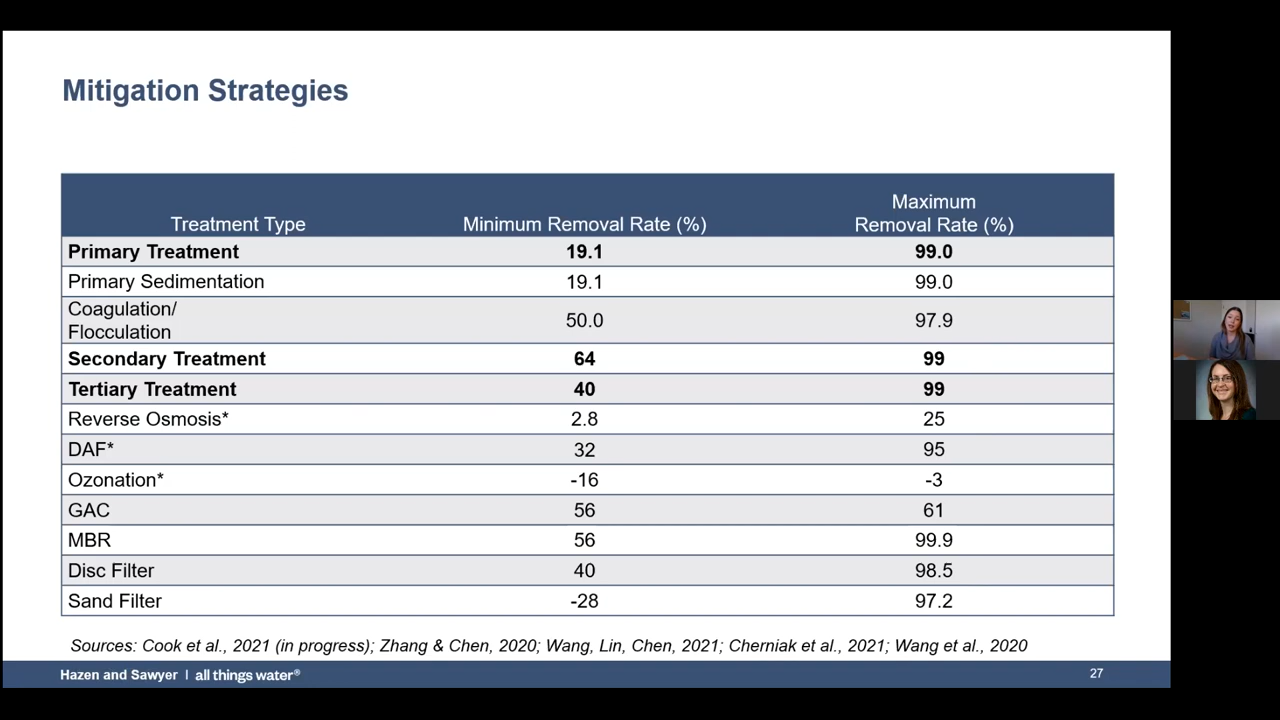 Mitigation Strategies
Treatment Type Minimum Removal Rate (%) Maximum Removal Rate (%)
Primary Treatment 19.1 99.0
Primary Sedimentation 19.1 99.0
Coagulation/
Flocculation 50.0 97.9
Secondary Treatment 64 99
Tertiary Treatment 40 99
Reverse Osmosis* 2.8 25
DAF* 32 95
Ozonation* -16 -3
GAC 56 61
MBR 56 99.9
Disc Filter 40 98.5
Sand Filter -28 97.2
Sources: Cook et al., 2021 (in progress); Zhang & Chen, 2020; Wang, Lin, Chen, 2021; Cherniak et al., 2021; Wang et al., 2020
Hazen and Sawyer | all things water® 27